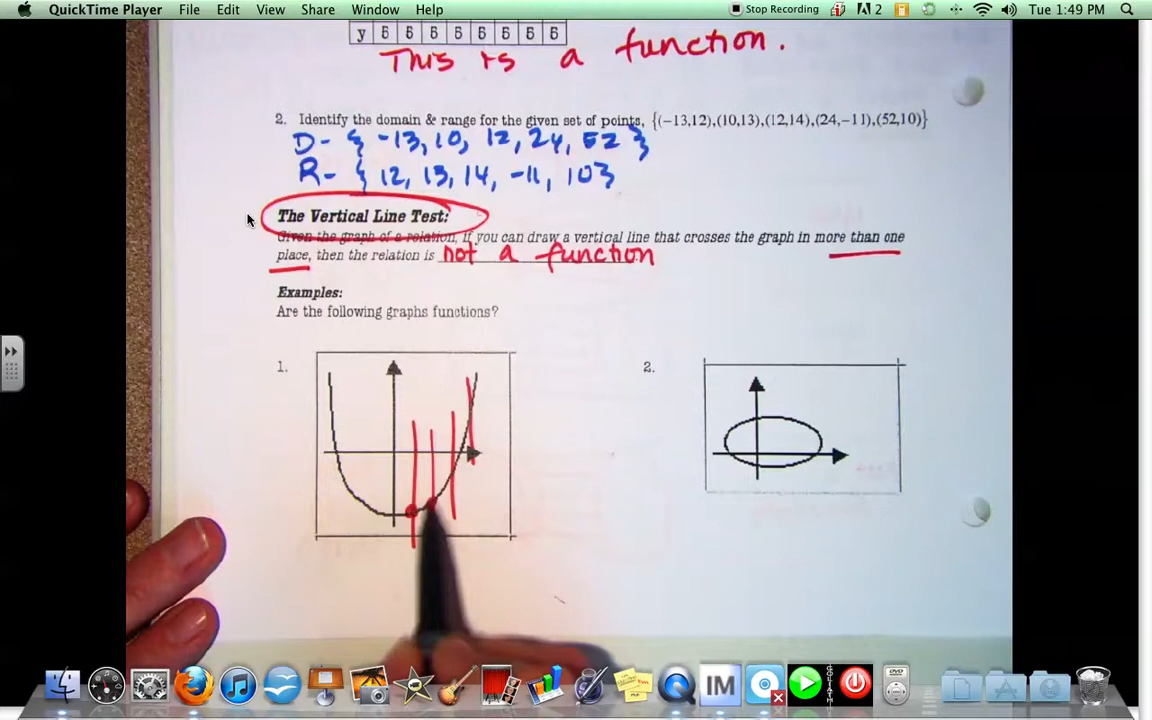 QuickTime Player File Edit View Share Window Help Stop Recording 2 Tue 1:49 PM
y 5 5 5 5 5 5 5 5
This is a function.
2. Identify the domain & range for the given set of points, {(−13,12),(10,13),(12,14),(24,−11),(52,10)}
D- { -13, 10, 12, 24, 52 }
R- { 12, 13, 14, -11, 10}
The Vertical Line Test:
Given the graph of a relation, if you can draw a vertical line that crosses the graph in more than one
place, then the relation is not a function
Examples:
Are the following graphs functions?
1. 2.
IM